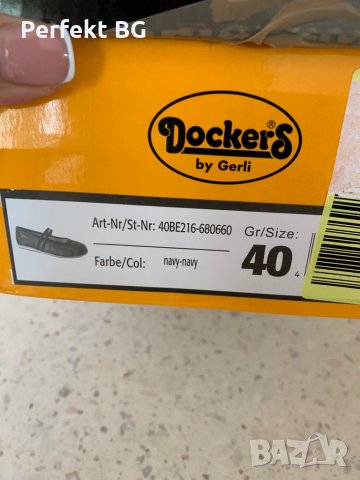 Perfekt BG
Dockers®
by Gerli
Art-Nr/St-Nr: 40BE216-680660
Gr/Size:
Farbe/Col: navy-navy
40
4
BAZAR